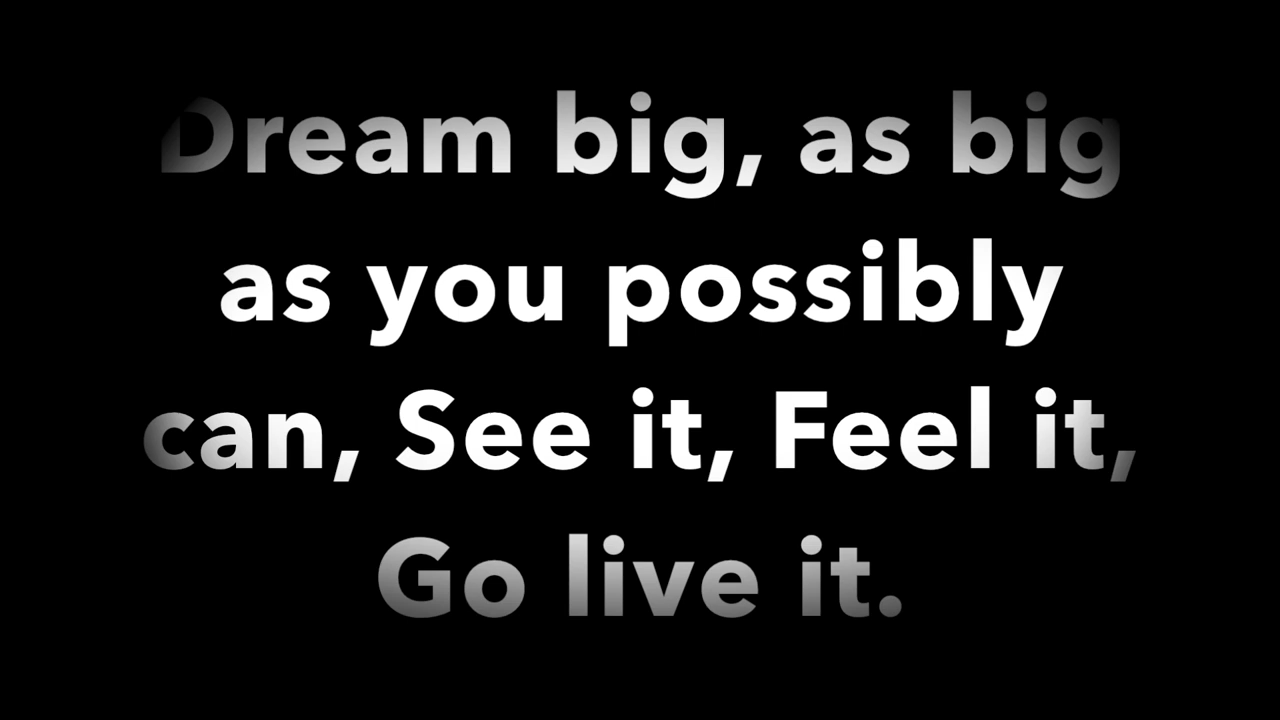 Dream big, as big
as you possibly
can, See it, Feel it,
Go live it.